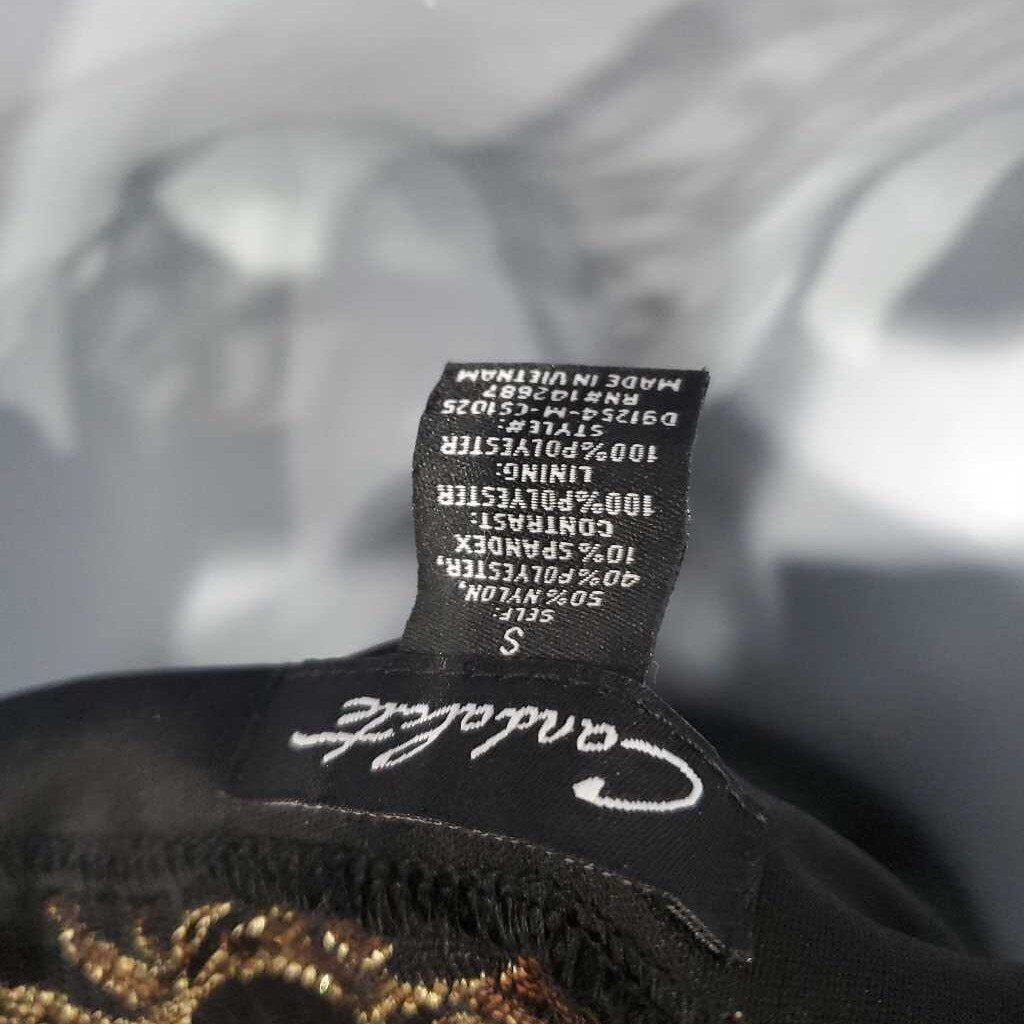 Candalite
S
SELF:
50%NYLON,
40%POLYESTER,
10%SPANDEX
CONTRAST:
100%POLYESTER
LINING:
100%POLYESTER
STYLE#:
D91254-M-CS1025
RN#142687
MADE IN VIETNAM